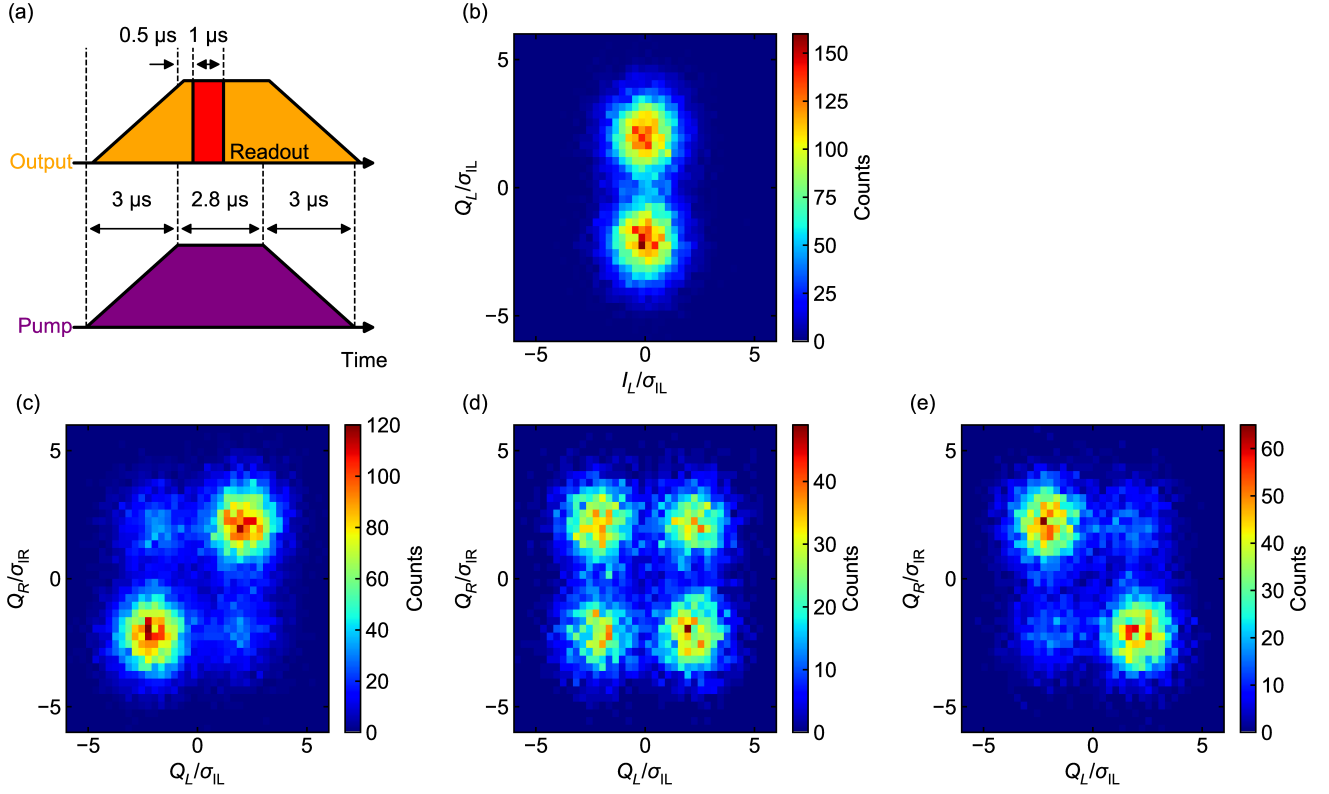 (a)
0.5 μs
1 μs
Output
Readout
3 μs
2.8 μs
3 μs
Pump
Time
(b)
5
0
−5
Q_L/σ_IL
−5
0
5
I_L/σ_IL
150
125
100
75
50
25
0
Counts
(c)
5
0
−5
Q_R/σ_IR
−5
0
5
Q_L/σ_IL
120
100
80
60
40
20
0
Counts
(d)
5
0
−5
Q_R/σ_IR
−5
0
5
Q_L/σ_IL
40
30
20
10
0
Counts
(e)
5
0
−5
Q_R/σ_IR
−5
0
5
Q_L/σ_IL
60
50
40
30
20
10
0
Counts